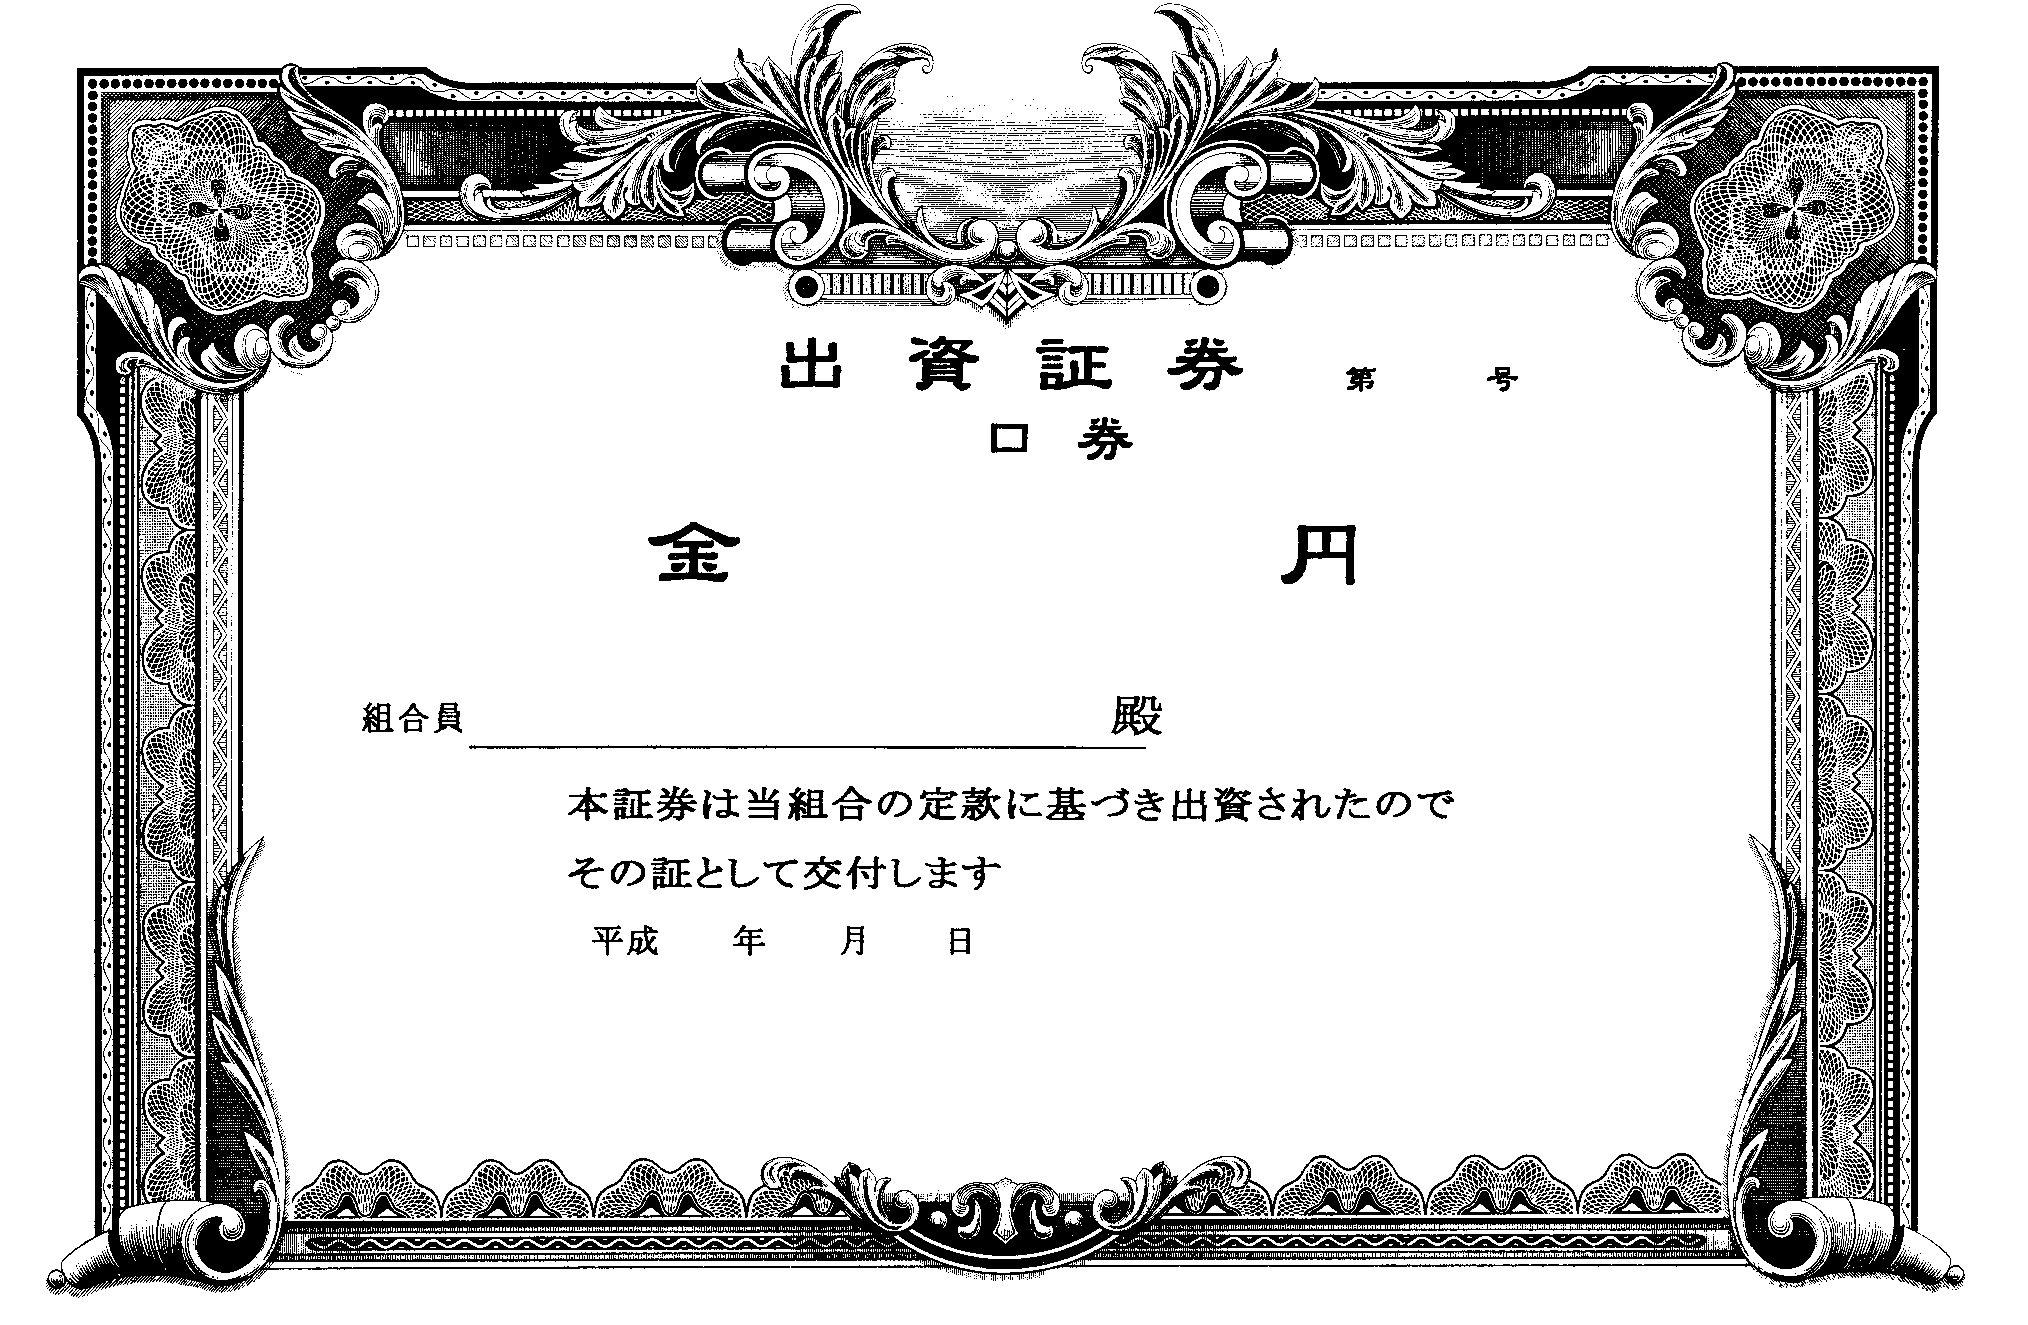 出資証券 第 号
口券
金 円
組合員 殿
本証券は当組合の定款に基づき出資されたので
その証として交付します
平成 年 月 日